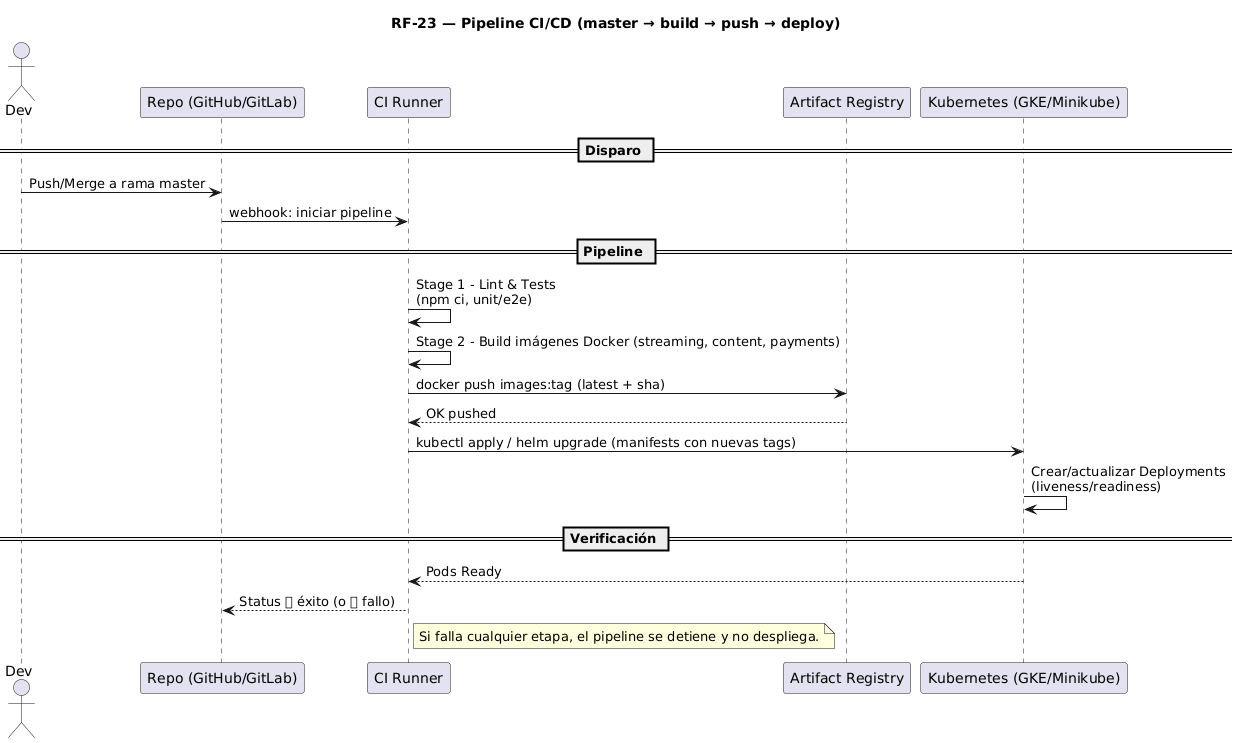 RF-23 — Pipeline CI/CD (master → build → push → deploy)
Dev
Repo (GitHub/GitLab)
CI Runner
Artifact Registry
Kubernetes (GKE/Minikube)
Disparo
Push/Merge a rama master
webhook: iniciar pipeline
Pipeline
Stage 1 - Lint & Tests
(npm ci, unit/e2e)
Stage 2 - Build imágenes Docker (streaming, content, payments)
docker push images:tag (latest + sha)
OK pushed
kubectl apply / helm upgrade (manifests con nuevas tags)
Crear/actualizar Deployments
(liveness/readiness)
Verificación
Pods Ready
Status éxito (o fallo)
Si falla cualquier etapa, el pipeline se detiene y no despliega.
Dev
Repo (GitHub/GitLab)
CI Runner
Artifact Registry
Kubernetes (GKE/Minikube)